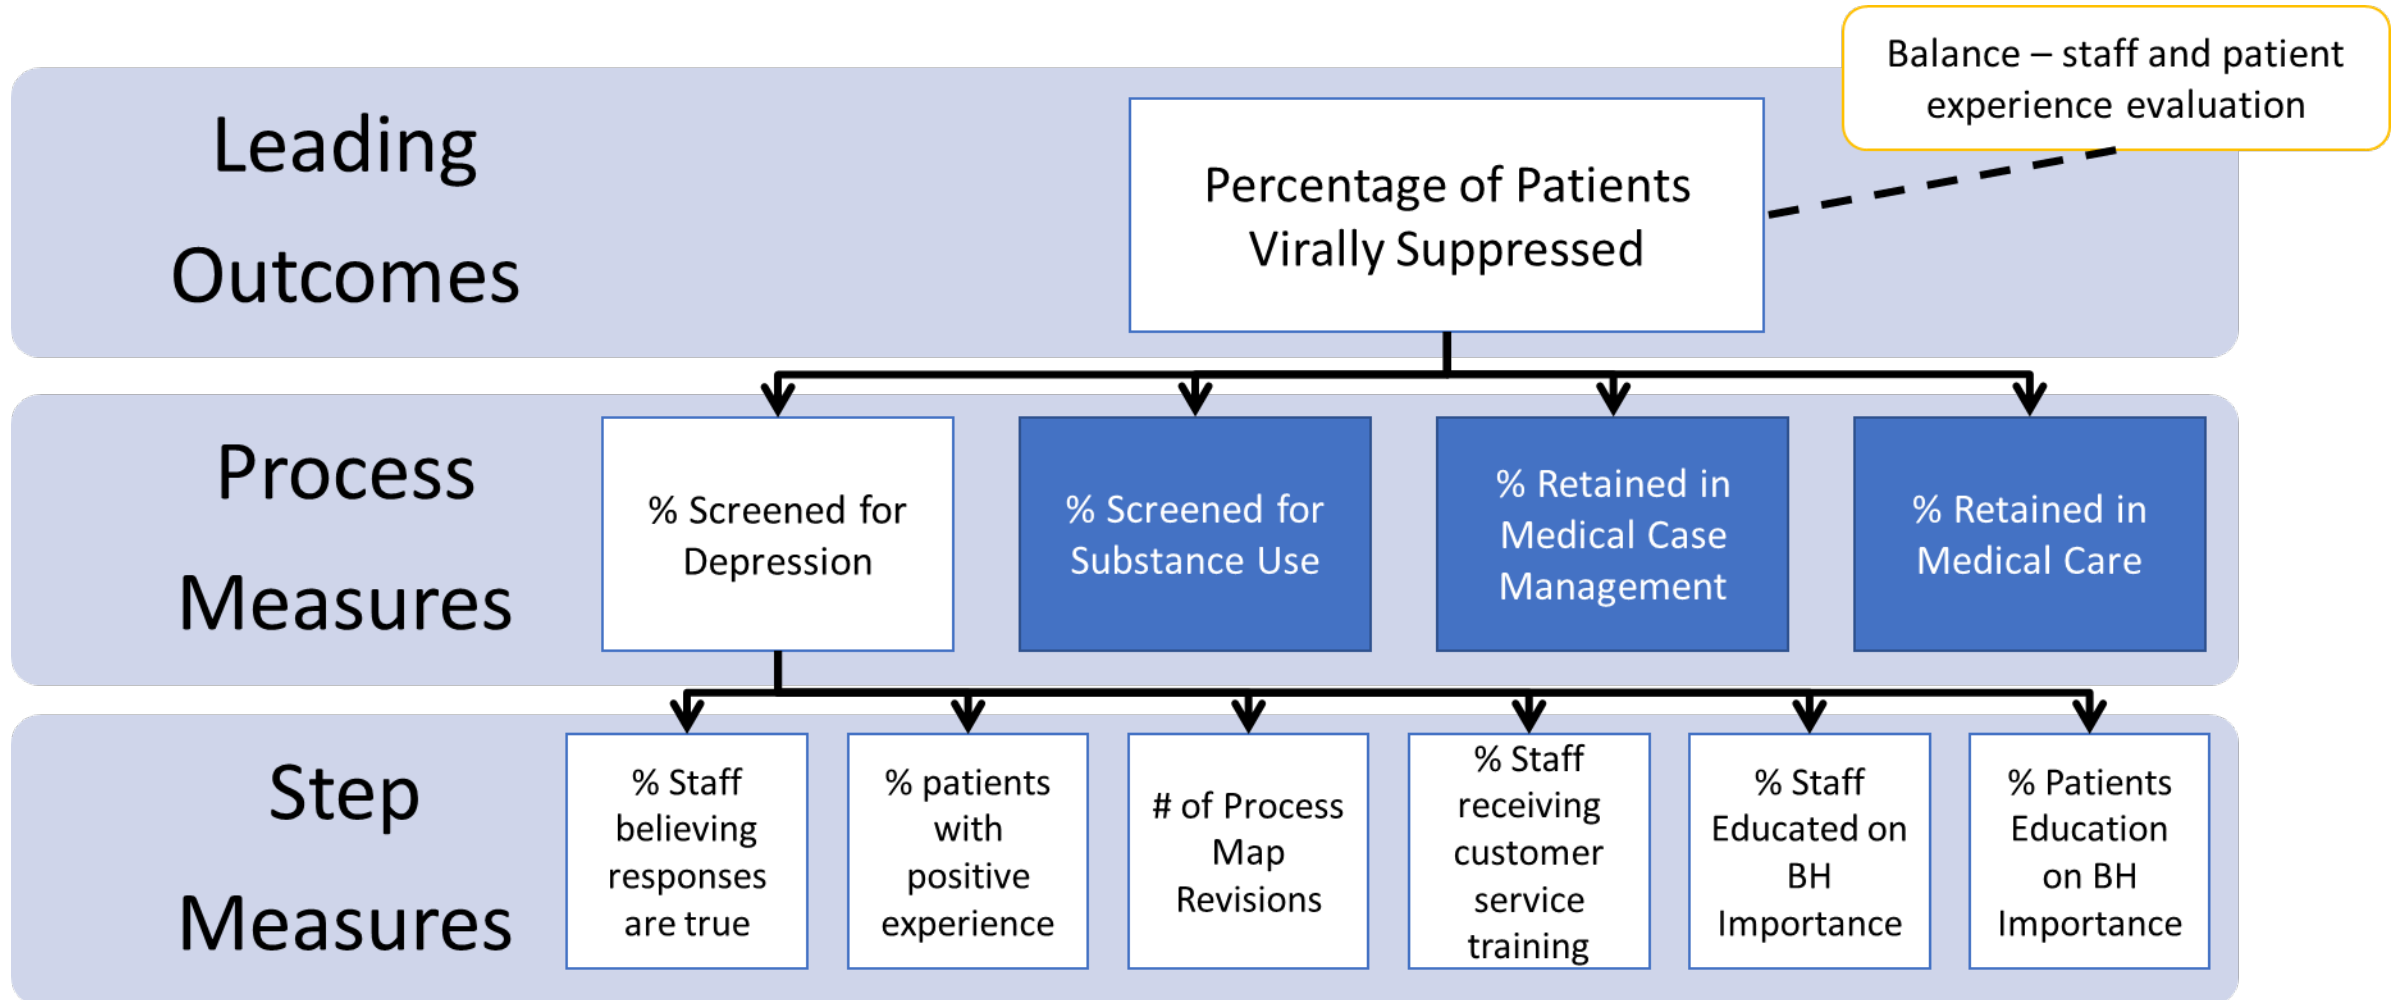 Balance – staff and patient
experience evaluation
Leading
Outcomes
Percentage of Patients
Virally Suppressed
Process
Measures
% Screened for
Depression
% Screened for
Substance Use
% Retained in
Medical Case
Management
% Retained in
Medical Care
Step
Measures
% Staff
believing
responses
are true
% patients
with
positive
experience
# of Process
Map
Revisions
% Staff
receiving
customer
service
training
% Staff
Educated on
BH
Importance
% Patients
Education
on BH
Importance